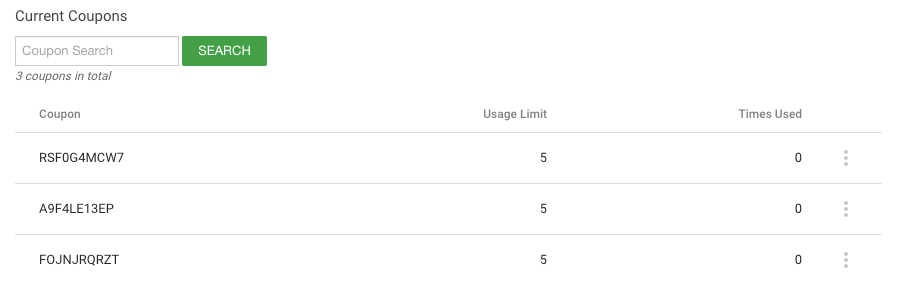 Current Coupons
Coupon Search SEARCH
3 coupons in total
Coupon Usage Limit Times Used
RSF0G4MCW7 5 0
A9F4LE13EP 5 0
FOJNJRQRZT 5 0